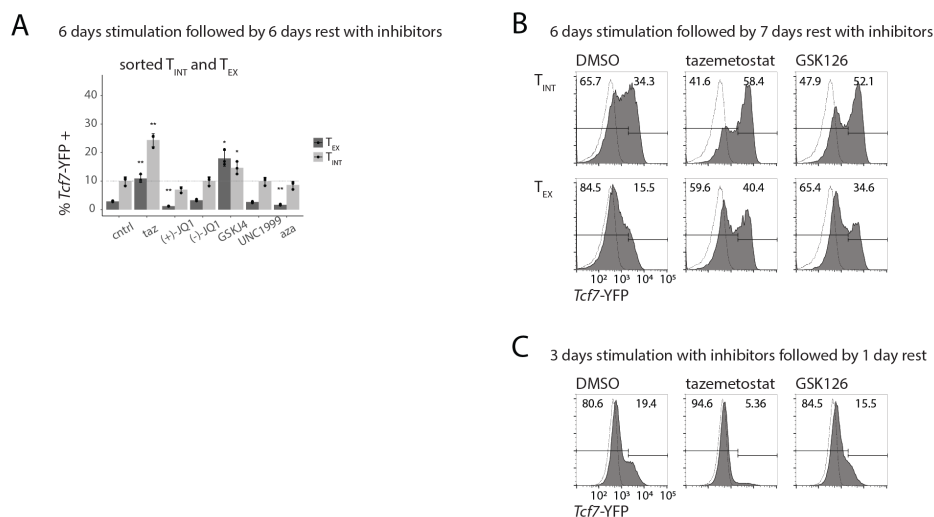 A
6 days stimulation followed by 6 days rest with inhibitors
sorted TINT and TEX
% Tcf7-YFP +
40
30
20
10
0
** ** ** * * **
TEX
TINT
cntrl taz (+)-JQ1 (-)-JQ1 GSKJ4 UNC1999 aza
B
6 days stimulation followed by 7 days rest with inhibitors
DMSO tazemetostat GSK126
TINT
65.7 34.3 41.6 58.4 47.9 52.1
TEX
84.5 15.5 59.6 40.4 65.4 34.6
10² 10³ 10⁴ 10⁵
Tcf7-YFP
C
3 days stimulation with inhibitors followed by 1 day rest
DMSO tazemetostat GSK126
80.6 19.4 94.6 5.36 84.5 15.5
10² 10³ 10⁴ 10⁵
Tcf7-YFP